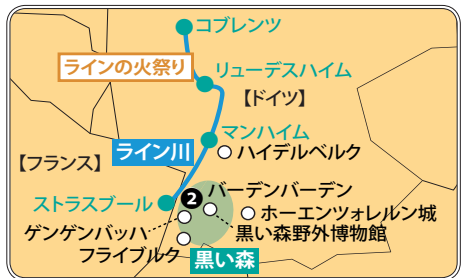 コブレンツ
ラインの火祭り
リューデスハイム
【ドイツ】
マンハイム
ライン川
ハイデルベルク
【フランス】
❷
バーデンバーデン
ストラスブール
ホーエンツォレルン城
ゲンゲンバッハ
黒い森野外博物館
フライブルク
黒い森